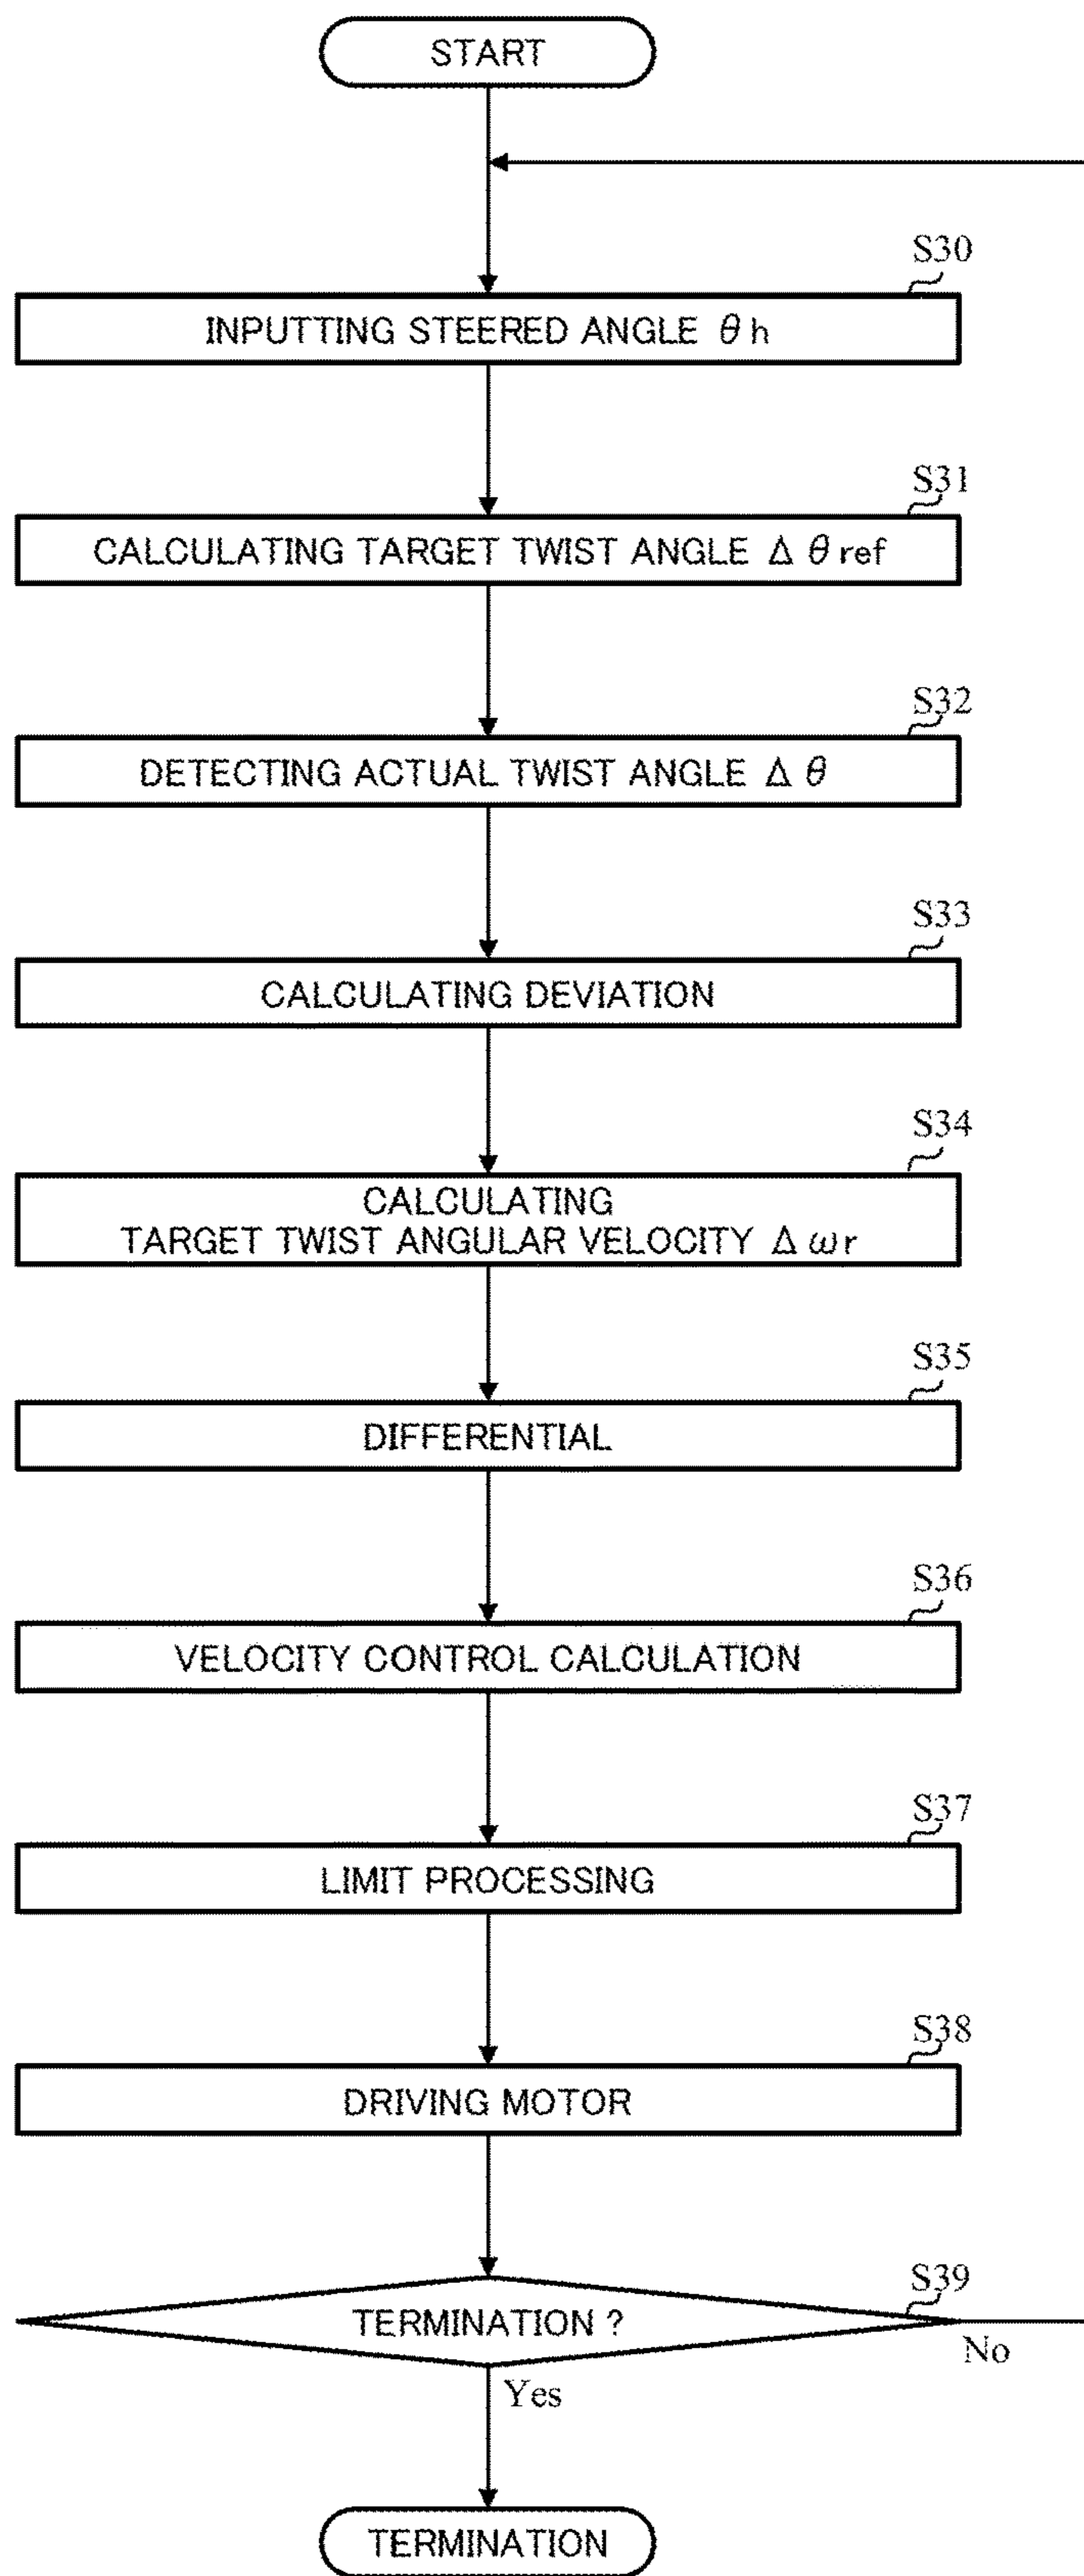 START
S30
INPUTTING STEERED ANGLE θh
S31
CALCULATING TARGET TWIST ANGLE Δθref
S32
DETECTING ACTUAL TWIST ANGLE Δθ
S33
CALCULATING DEVIATION
S34
CALCULATING
TARGET TWIST ANGULAR VELOCITY Δωr
S35
DIFFERENTIAL
S36
VELOCITY CONTROL CALCULATION
S37
LIMIT PROCESSING
S38
DRIVING MOTOR
S39
TERMINATION ?
No
Yes
TERMINATION